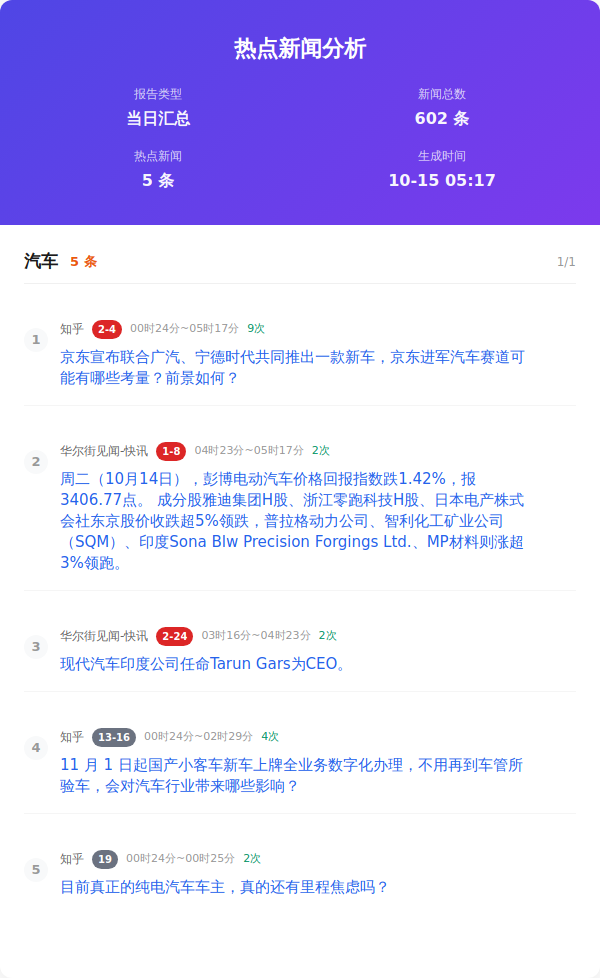 热点新闻分析
报告类型
当日汇总
新闻总数
602 条
热点新闻
5 条
生成时间
10-15 05:17
汽车 5 条 1/1
1
知乎 2-4 00时24分~05时17分 9次
京东宣布联合广汽、宁德时代共同推出一款新车，京东进军汽车赛道可
能有哪些考量？前景如何？
2
华尔街见闻-快讯 1-8 04时23分~05时17分 2次
周二（10月14日），彭博电动汽车价格回报指数跌1.42%，报
3406.77点。 成分股雅迪集团H股、浙江零跑科技H股、日本电产株式
会社东京股价收跌超5%领跌，普拉格动力公司、智利化工矿业公司
（SQM）、印度Sona Blw Precision Forgings Ltd.、MP材料则涨超
3%领跑。
3
华尔街见闻-快讯 2-24 03时16分~04时23分 2次
现代汽车印度公司任命Tarun Gars为CEO。
4
知乎 13-16 00时24分~02时29分 4次
11 月 1 日起国产小客车新车上牌全业务数字化办理，不用再到车管所
验车，会对汽车行业带来哪些影响？
5
知乎 19 00时24分~00时25分 2次
目前真正的纯电汽车车主，真的还有里程焦虑吗？